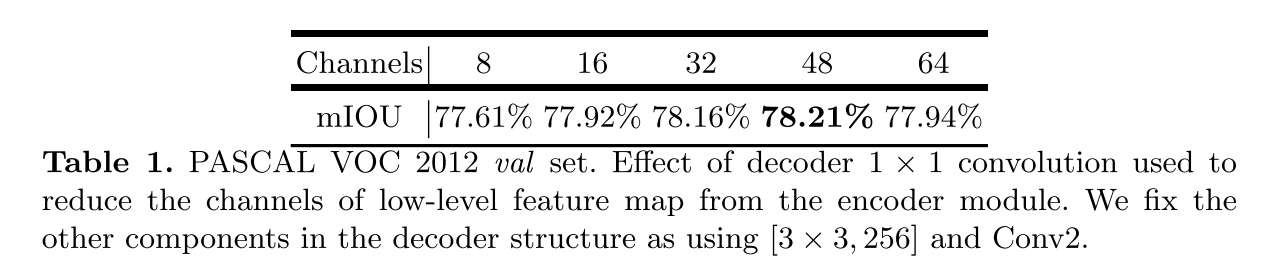 Channels 8 16 32 48 64
mIOU 77.61% 77.92% 78.16% 78.21% 77.94%
Table 1. PASCAL VOC 2012 val set. Effect of decoder 1 × 1 convolution used to
reduce the channels of low-level feature map from the encoder module. We fix the
other components in the decoder structure as using [3 × 3, 256] and Conv2.